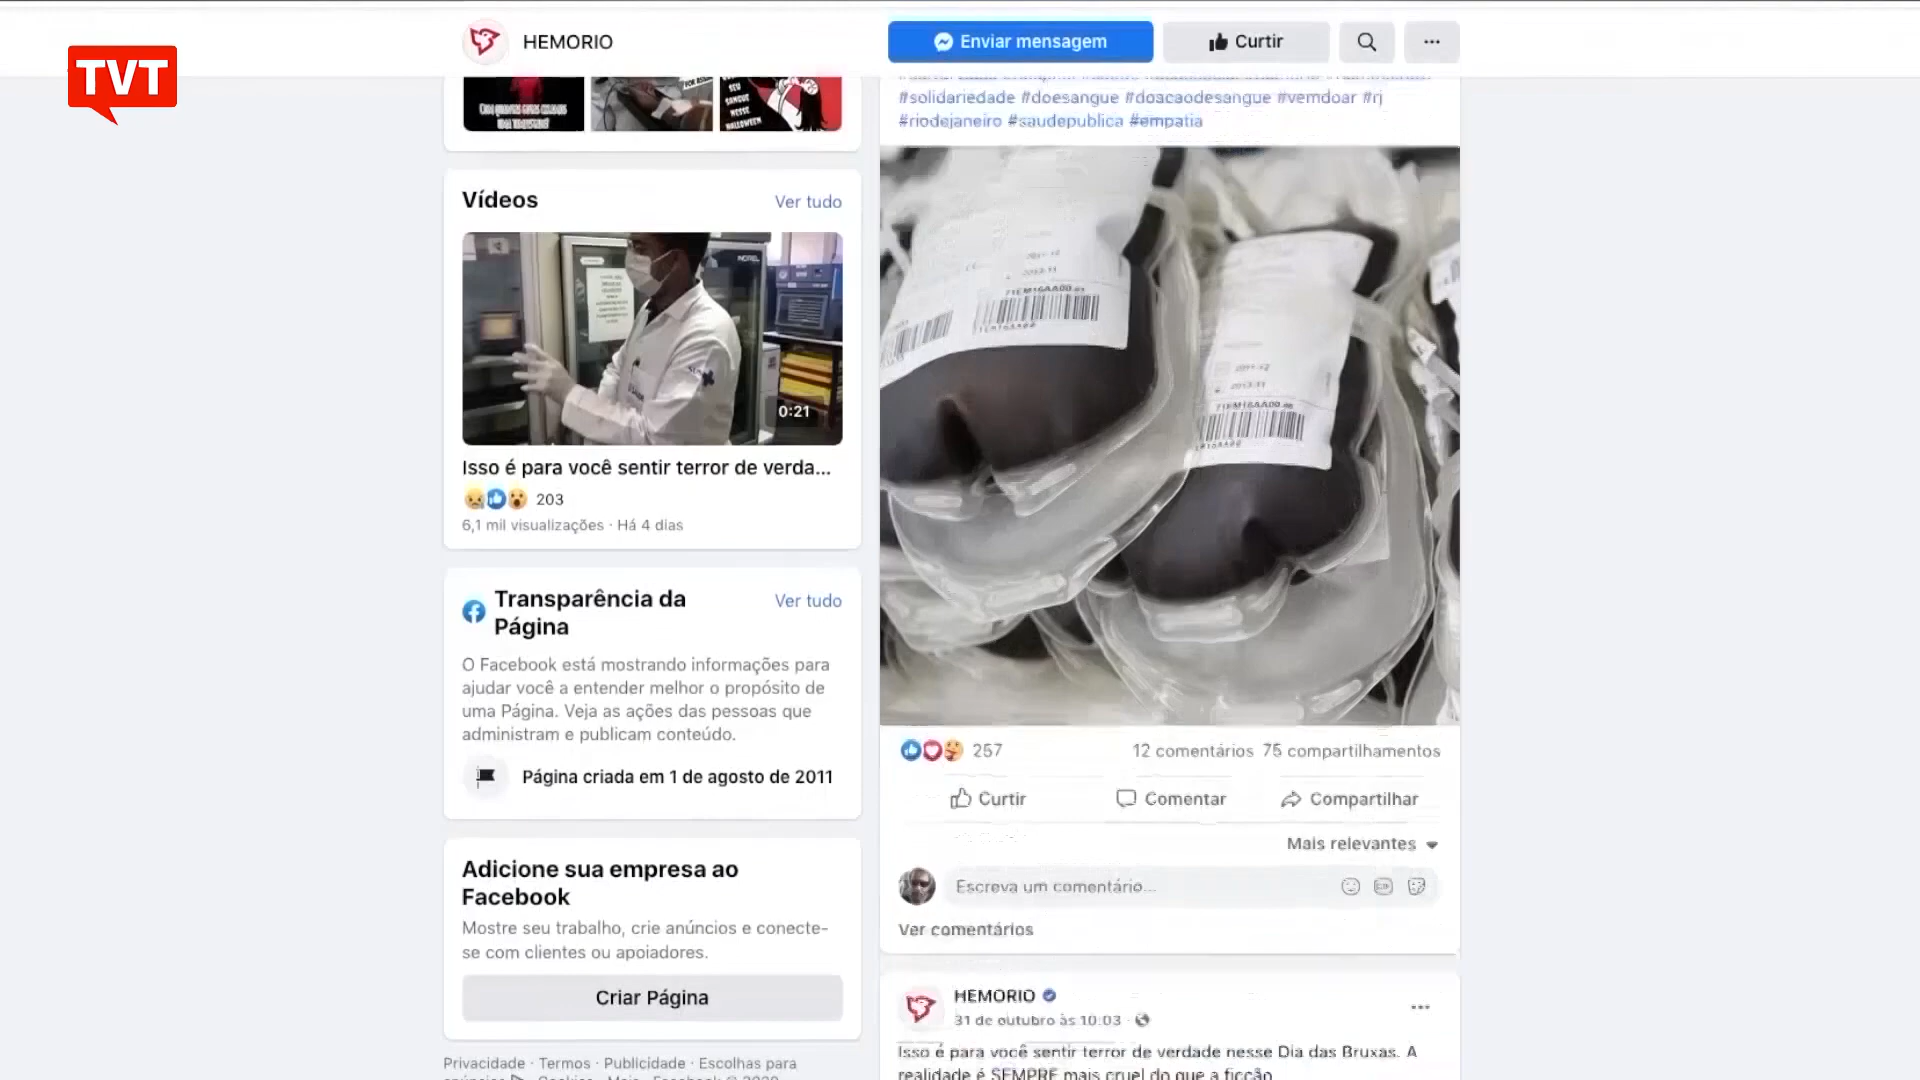 TVT
HEMORIO
Enviar mensagem
Curtir
SEU
SANGUE
NESSE
HALLOWEEN
#solidariedade #doesangue #doacaodesangue #vemdoar #rj
#riodejaneiro #saudepublica #empatia
Vídeos
Ver tudo
0:21
Isso é para você sentir terror de verda...
203
6,1 mil visualizações · Há 4 dias
Transparência da
Página
Ver tudo
O Facebook está mostrando informações para
ajudar você a entender melhor o propósito de
uma Página. Veja as ações das pessoas que
administram e publicam conteúdo.
Página criada em 1 de agosto de 2011
Adicione sua empresa ao
Facebook
Mostre seu trabalho, crie anúncios e conecte-
se com clientes ou apoiadores.
Criar Página
Privacidade · Termos · Publicidade · Escolhas para
257
12 comentários 75 compartilhamentos
Curtir
Comentar
Compartilhar
Mais relevantes
Escreva um comentário...
Ver comentários
HEMORIO
31 de outubro às 10:03 ·
Isso é para você sentir terror de verdade nesse Dia das Bruxas. A
realidade é SEMPRE mais cruel do que a ficção